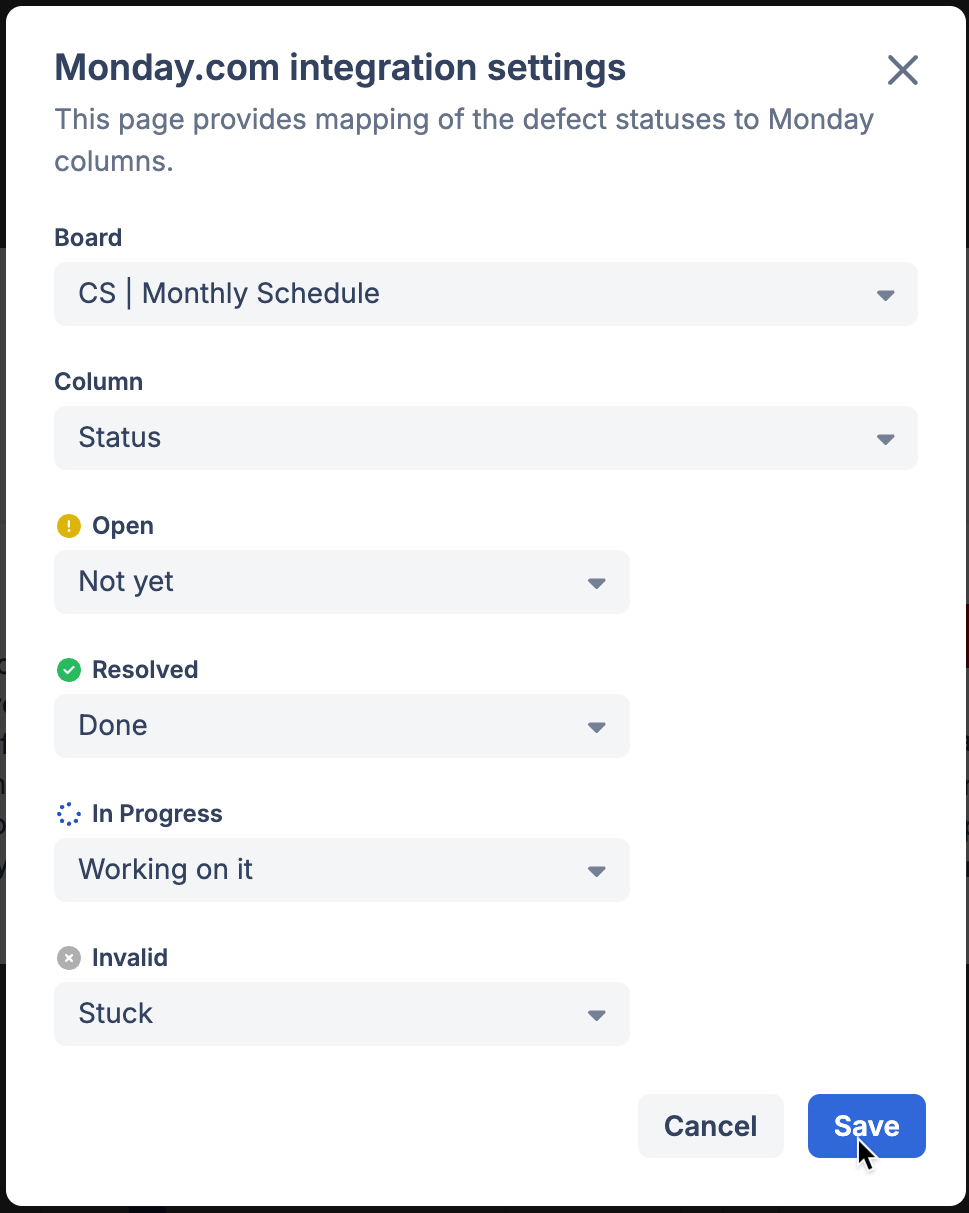 Monday.com integration settings
This page provides mapping of the defect statuses to Monday
columns.
Board
CS | Monthly Schedule
Column
Status
Open
Not yet
Resolved
Done
In Progress
Working on it
Invalid
Stuck
Cancel
Save